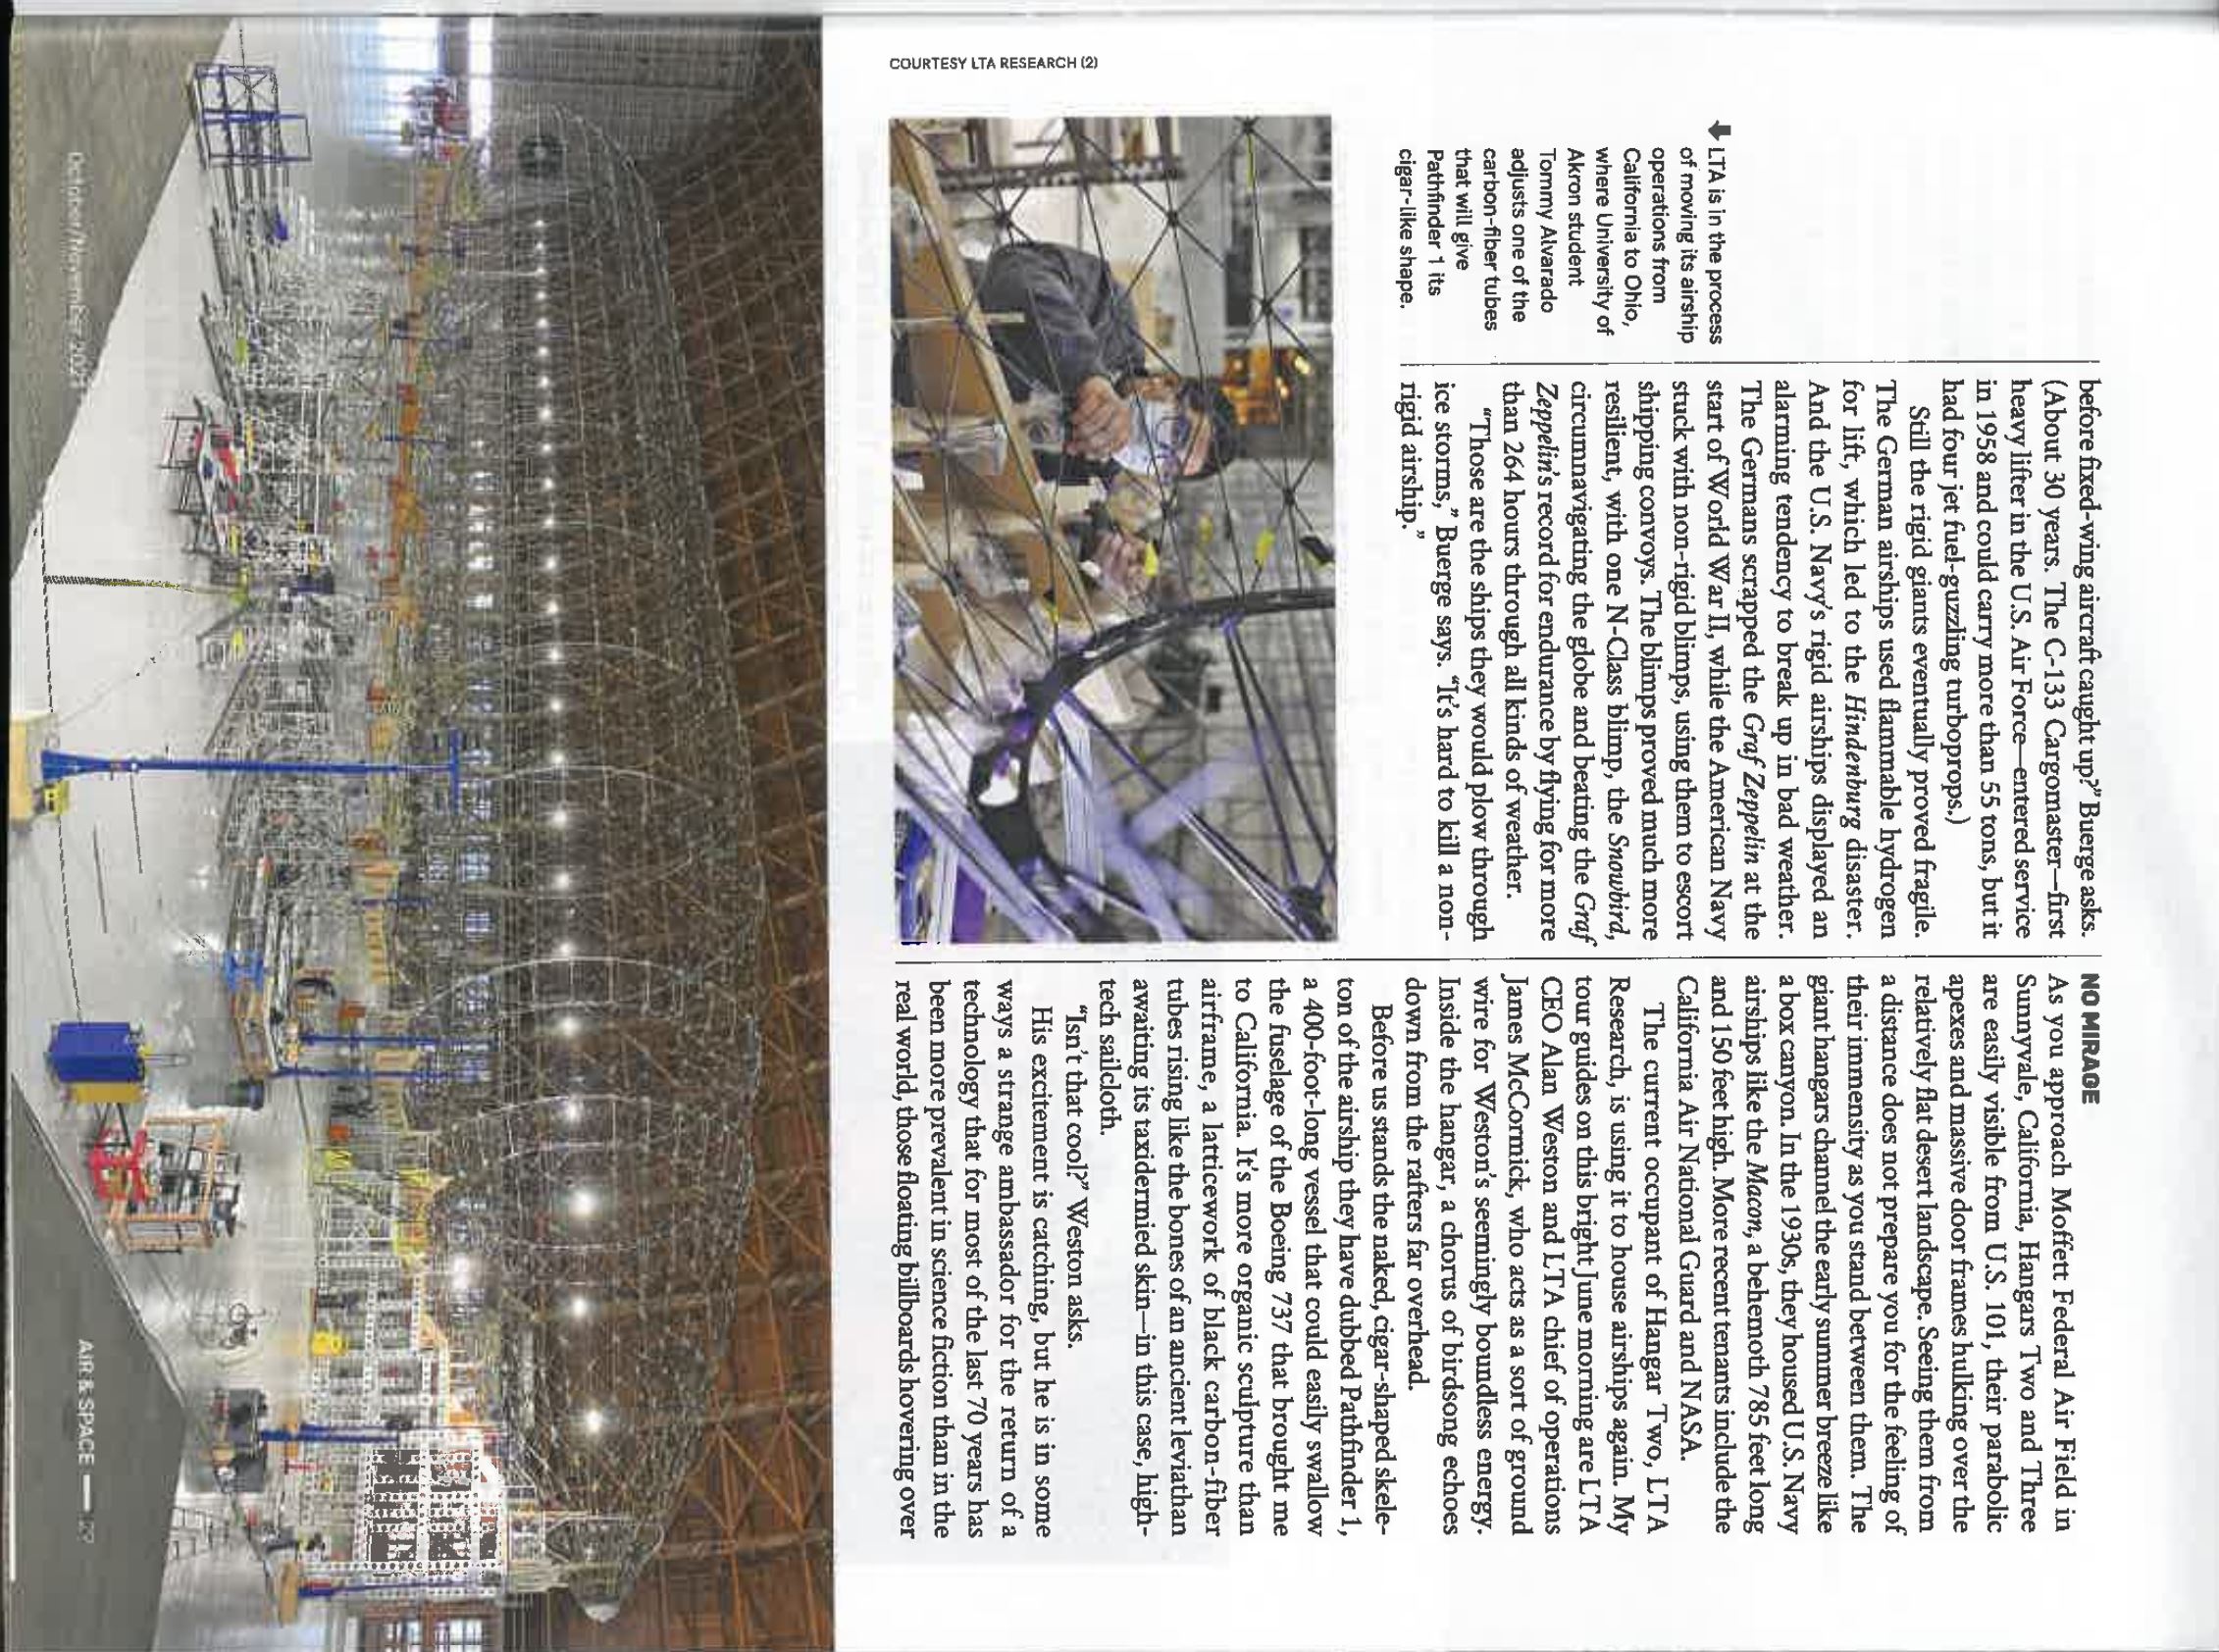 before fixed-wing aircraft caught up?” Buerge asks.
(About 30 years. The C-133 Cargomaster—first
heavy lifter in the U.S. Air Force—entered service
in 1958 and could carry more than 55 tons, but it
had four jet fuel-guzzling turboprops.)
Still the rigid giants eventually proved fragile.
The German airships used flammable hydrogen
for lift, which led to the Hindenburg disaster.
And the U.S. Navy’s rigid airships displayed an
alarming tendency to break up in bad weather.
The Germans scrapped the Graf Zeppelin at the
start of World War II, while the American Navy
stuck with non-rigid blimps, using them to escort
shipping convoys. The blimps proved much more
resilient, with one N-Class blimp, the Snowbird,
circumnavigating the globe and beating the Graf
Zeppelin’s record for endurance by flying for more
than 264 hours through all kinds of weather.
“Those are the ships they would plow through
ice storms,” Buerge says. “It’s hard to kill a non-
rigid airship.”
LTA is in the process
of moving its airship
operations from
California to Ohio,
where University of
Akron student
Tommy Alvarado
adjusts one of the
carbon-fiber tubes
that will give
Pathfinder 1 its
cigar-like shape.
COURTESY LTA RESEARCH (2)
NO MIRAGE
As you approach Moffett Federal Air Field in
Sunnyvale, California, Hangars Two and Three
are easily visible from U.S. 101, their parabolic
apexes and massive door frames hulking over the
relatively flat desert landscape. Seeing them from
a distance does not prepare you for the feeling of
their immensity as you stand between them. The
giant hangars channel the early summer breeze like
a box canyon. In the 1930s, they housed U.S. Navy
airships like the Macon, a behemoth 785 feet long
and 150 feet high. More recent tenants include the
California Air National Guard and NASA.
The current occupant of Hangar Two, LTA
Research, is using it to house airships again. My
tour guides on this bright June morning are LTA
CEO Alan Weston and LTA chief of operations
James McCormick, who acts as a sort of ground
wire for Weston’s seemingly boundless energy.
Inside the hangar, a chorus of birdsong echoes
down from the rafters far overhead.
Before us stands the naked, cigar-shaped skele-
ton of the airship they have dubbed Pathfinder 1,
a 400-foot-long vessel that could easily swallow
the fuselage of the Boeing 737 that brought me
to California. It’s more organic sculpture than
airframe, a latticework of black carbon-fiber
tubes rising like the bones of an ancient leviathan
awaiting its taxidermied skin—in this case, high-
tech sailcloth.
“Isn’t that cool?” Weston asks.
His excitement is catching, but he is in some
ways a strange ambassador for the return of a
technology that for most of the last 70 years has
been more prevalent in science fiction than in the
real world, those floating billboards hovering over
October/November 2021
AIR & SPACE — 29